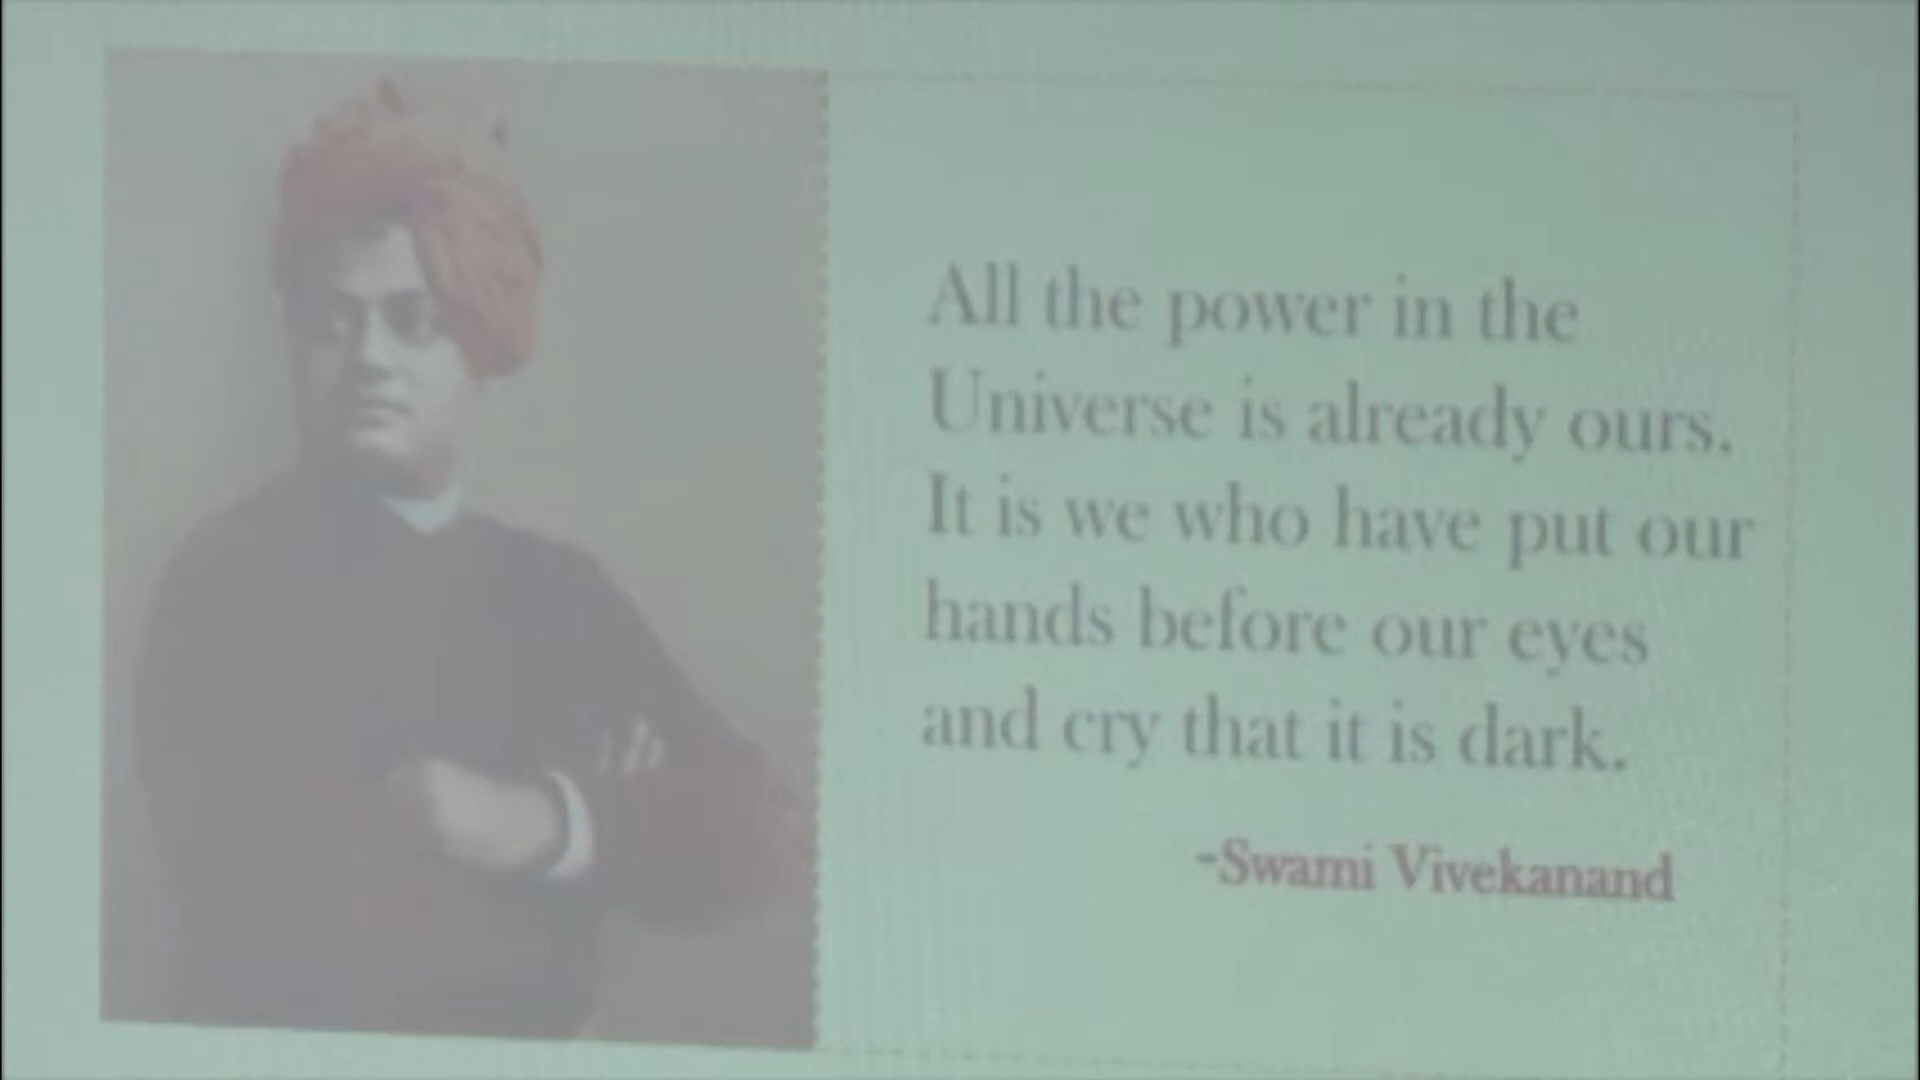 All the power in the
Universe is already ours.
It is we who have put our
hands before our eyes
and cry that it is dark.
-Swami Vivekanand